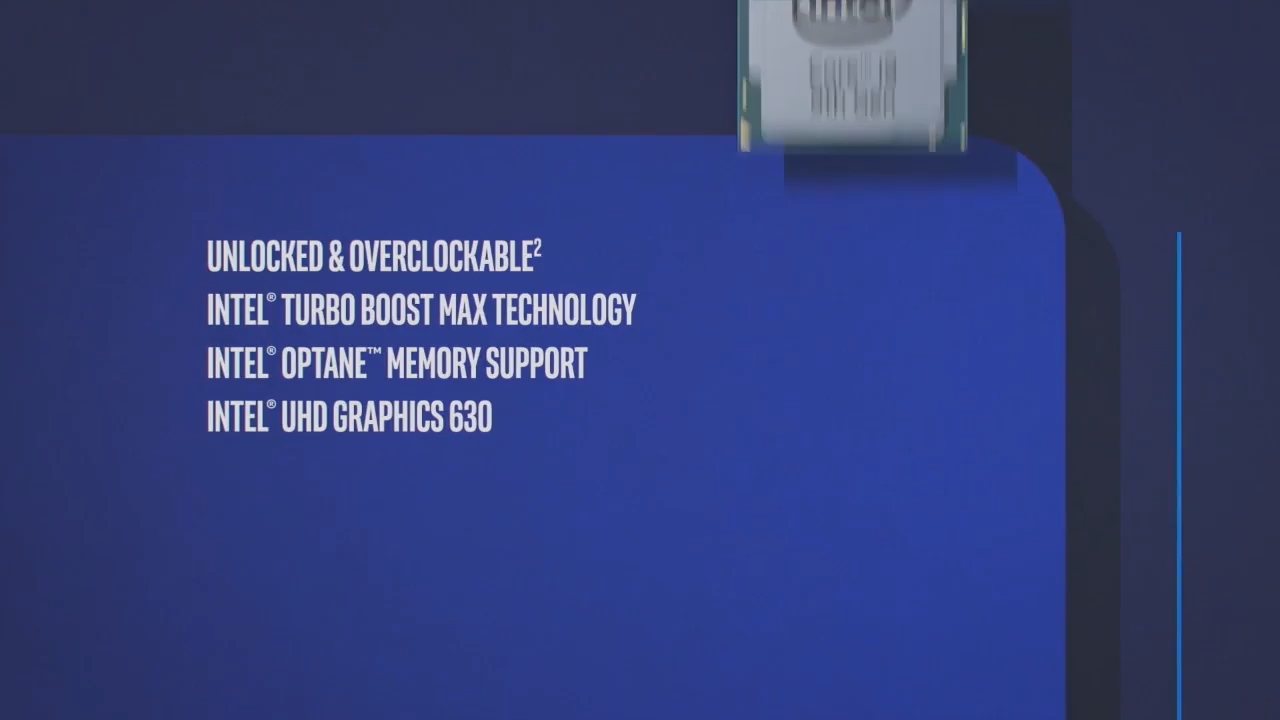 UNLOCKED & OVERCLOCKABLE²
INTEL® TURBO BOOST MAX TECHNOLOGY
INTEL® OPTANE™ MEMORY SUPPORT
INTEL® UHD GRAPHICS 630